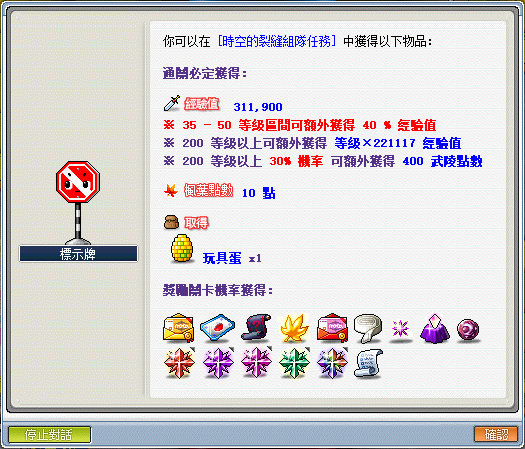 你可以在 [時空的裂縫組隊任務] 中獲得以下物品:
通關必定獲得:
經驗值 311,900
※ 35 - 50 等級區間可額外獲得 40 % 經驗值
※ 200 等級以上可額外獲得 等級×221117 經驗值
※ 200 等級以上 30% 機率 可額外獲得 400 武陵點數
楓葉點數 10 點
取得
玩具蛋 x1
獎勵關卡機率獲得:
標示牌
停止對話
確認